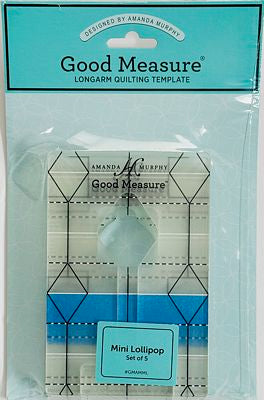 DESIGNED BY AMANDA MURPHY
Good Measure®
LONGARM QUILTING TEMPLATE
AMANDA MURPHY
Good Measure®
Mini Lollipop
Set of 5
#GMAMML